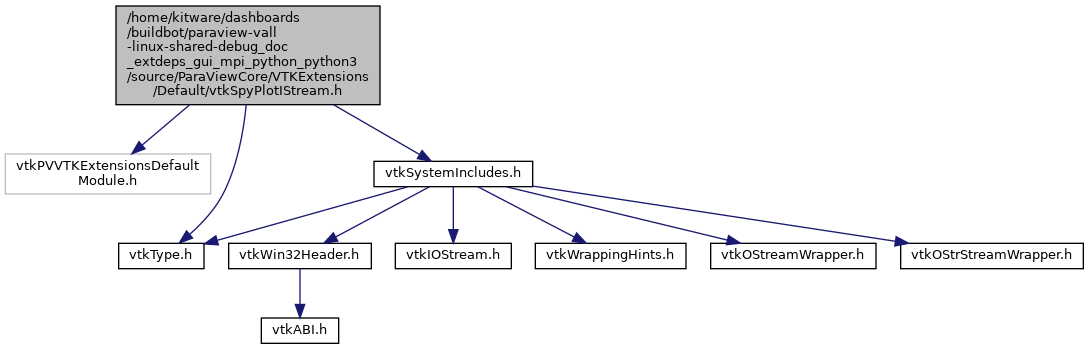 /home/kitware/dashboards
/buildbot/paraview-vall
-linux-shared-debug_doc
_extdeps_gui_mpi_python_python3
/source/ParaViewCore/VTKExtensions
/Default/vtkSpyPlotIStream.h
vtkPVVTKExtensionsDefault
Module.h
vtkSystemIncludes.h
vtkType.h
vtkWin32Header.h
vtkIOStream.h
vtkWrappingHints.h
vtkOStreamWrapper.h
vtkOStrStreamWrapper.h
vtkABI.h